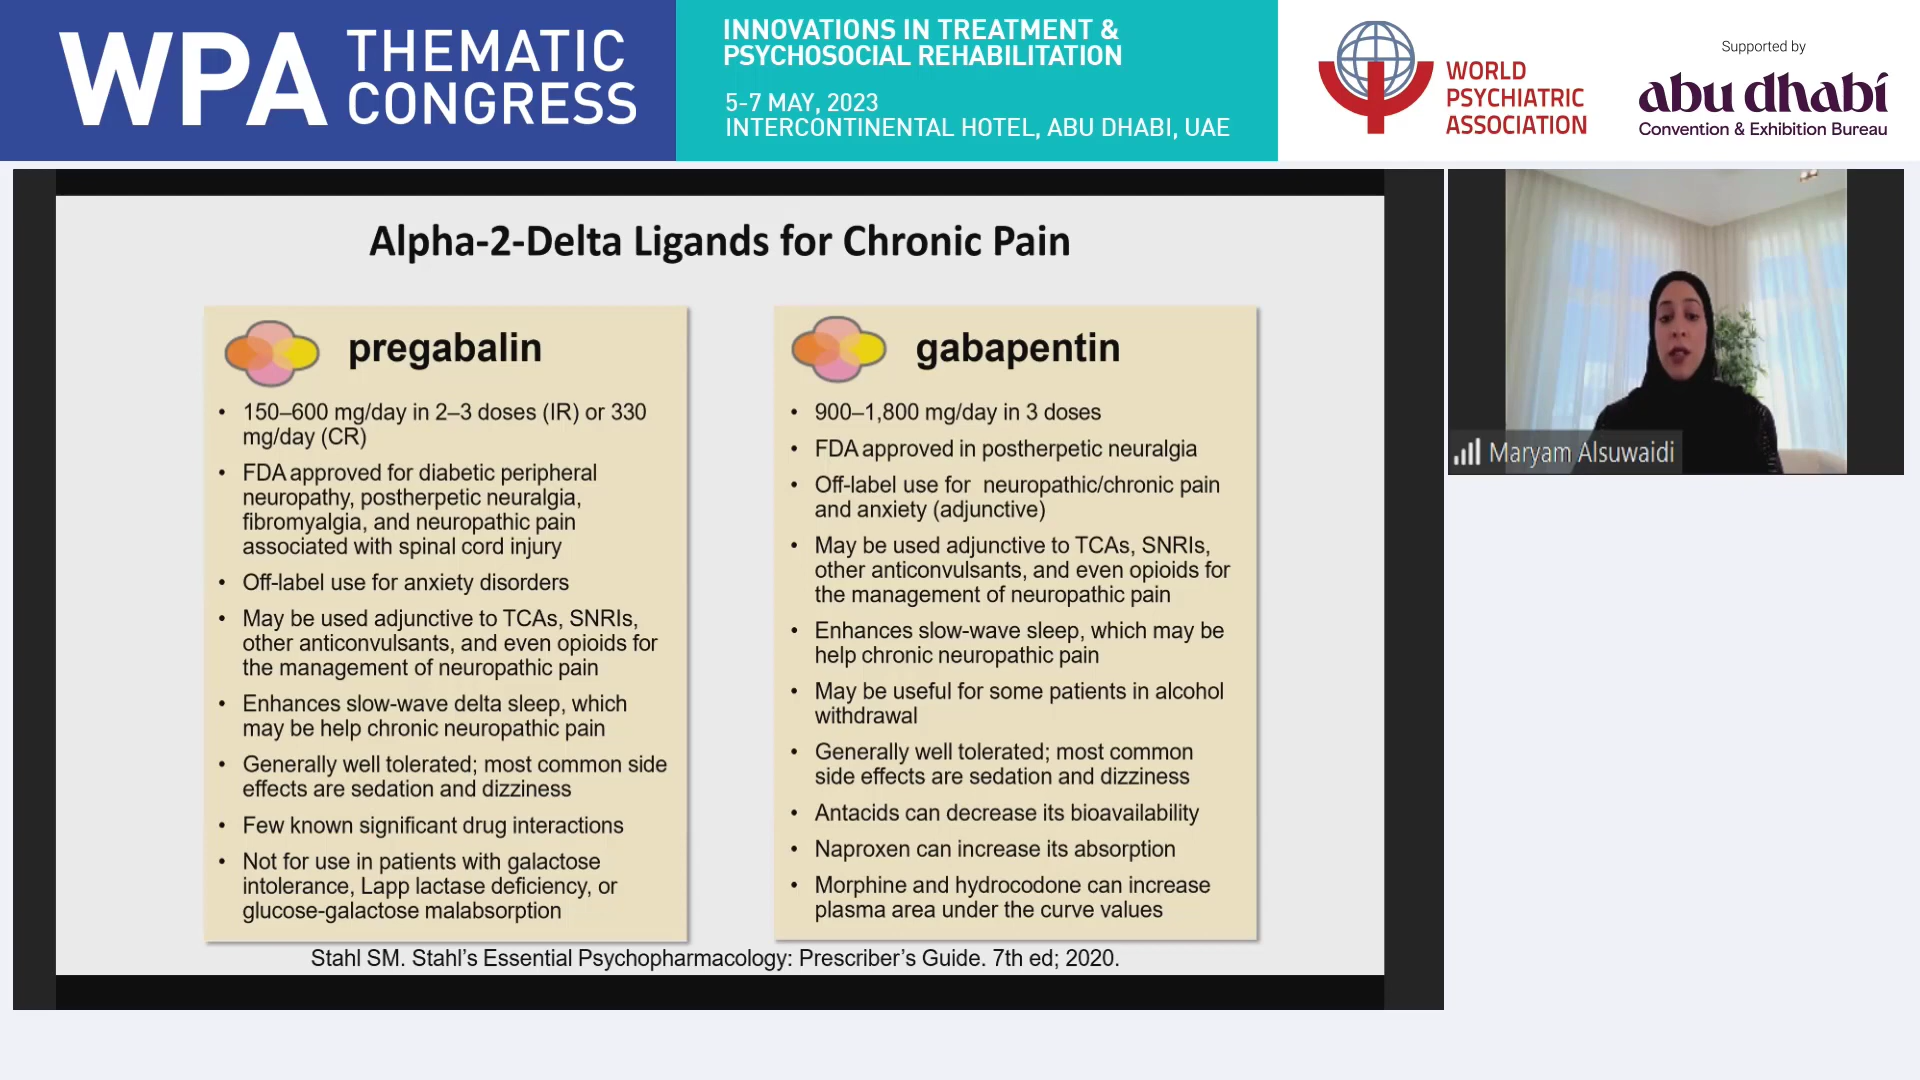 WPA THEMATIC
CONGRESS
INNOVATIONS IN TREATMENT &
PSYCHOSOCIAL REHABILITATION
5-7 MAY, 2023
INTERCONTINENTAL HOTEL, ABU DHABI, UAE
WORLD
PSYCHIATRIC
ASSOCIATION
Supported by
abu dhabi
Convention & Exhibition Bureau
Alpha-2-Delta Ligands for Chronic Pain
pregabalin
• 150–600 mg/day in 2–3 doses (IR) or 330
mg/day (CR)
• FDA approved for diabetic peripheral
neuropathy, postherpetic neuralgia,
fibromyalgia, and neuropathic pain
associated with spinal cord injury
• Off-label use for anxiety disorders
• May be used adjunctive to TCAs, SNRIs,
other anticonvulsants, and even opioids for
the management of neuropathic pain
• Enhances slow-wave delta sleep, which
may be help chronic neuropathic pain
• Generally well tolerated; most common side
effects are sedation and dizziness
• Few known significant drug interactions
• Not for use in patients with galactose
intolerance, Lapp lactase deficiency, or
glucose-galactose malabsorption
gabapentin
• 900–1,800 mg/day in 3 doses
• FDA approved in postherpetic neuralgia
• Off-label use for neuropathic/chronic pain
and anxiety (adjunctive)
• May be used adjunctive to TCAs, SNRIs,
other anticonvulsants, and even opioids for
the management of neuropathic pain
• Enhances slow-wave sleep, which may be
help chronic neuropathic pain
• May be useful for some patients in alcohol
withdrawal
• Generally well tolerated; most common
side effects are sedation and dizziness
• Antacids can decrease its bioavailability
• Naproxen can increase its absorption
• Morphine and hydrocodone can increase
plasma area under the curve values
Stahl SM. Stahl's Essential Psychopharmacology: Prescriber's Guide. 7th ed; 2020.
Maryam Alsuwaidi